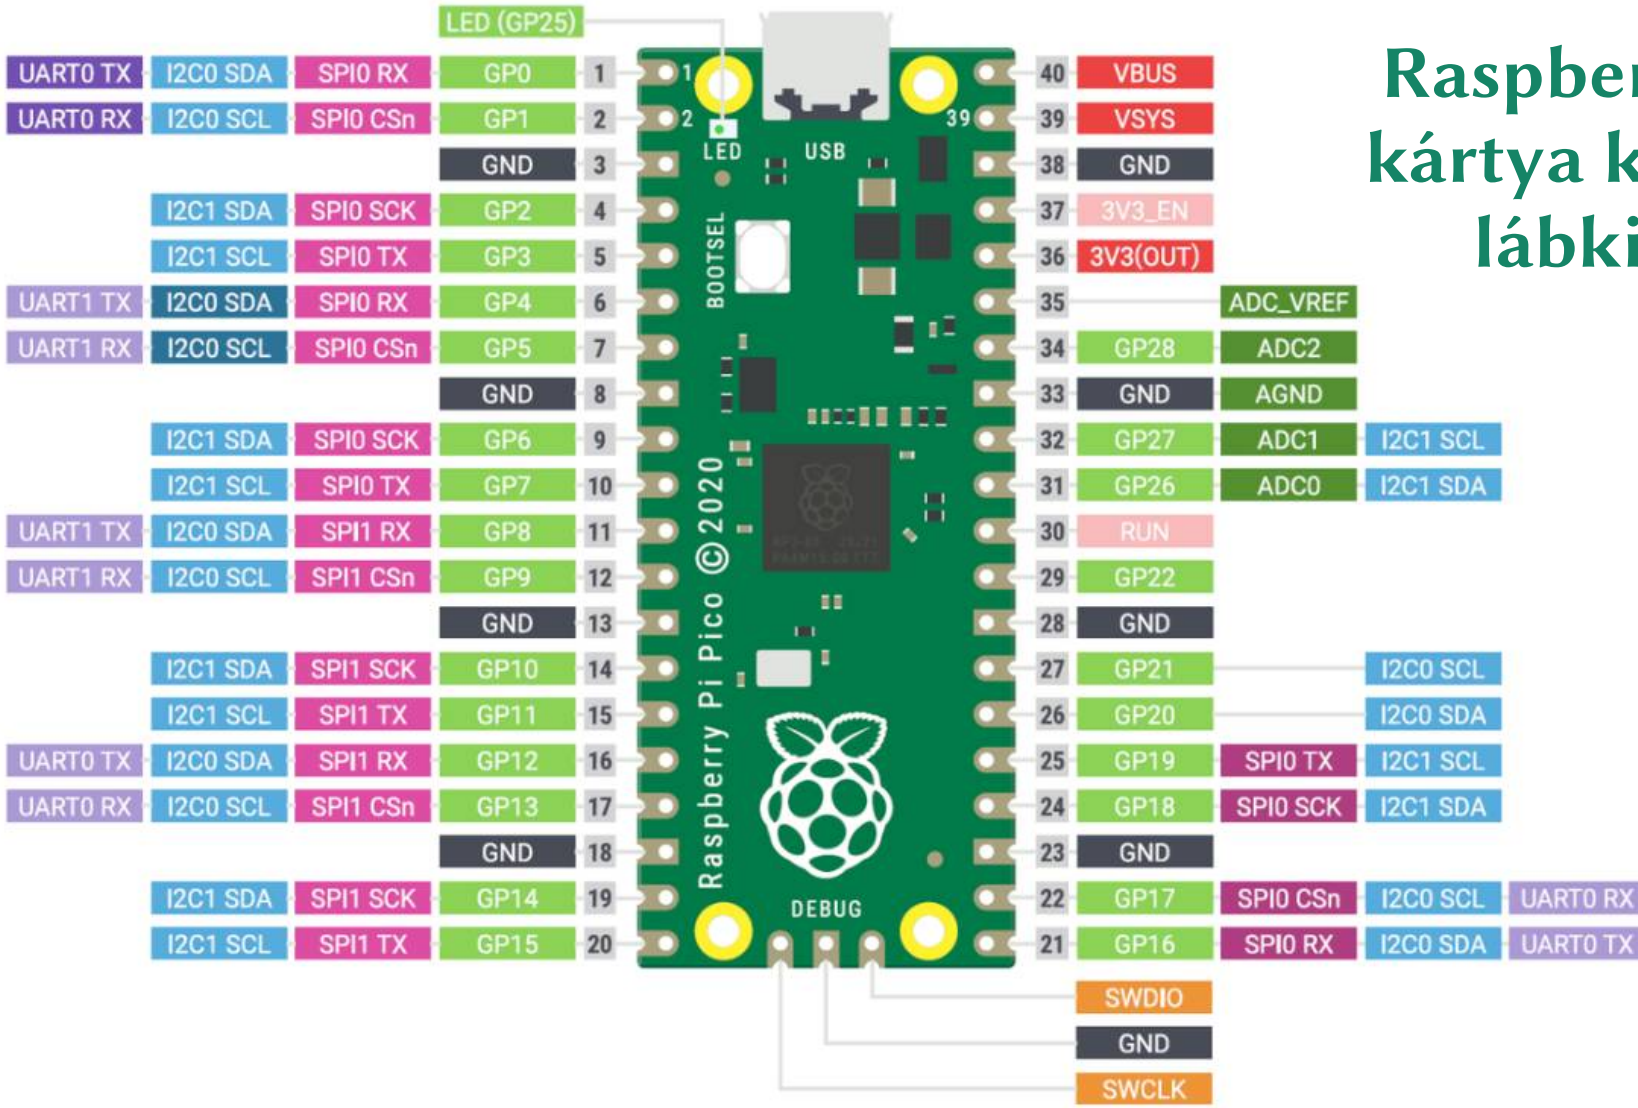 LED (GP25)
UART0 TX I2C0 SDA SPI0 RX GP0 1 1 40 VBUS
UART0 RX I2C0 SCL SPI0 CSn GP1 2 2 39 39 VSYS
LED USB
GND 3 38 GND
I2C1 SDA SPI0 SCK GP2 4 37 3V3_EN
I2C1 SCL SPI0 TX GP3 5 BOOTSEL 36 3V3(OUT)
UART1 TX I2C0 SDA SPI0 RX GP4 6 35 ADC_VREF
UART1 RX I2C0 SCL SPI0 CSn GP5 7 34 GP28 ADC2
GND 8 33 GND AGND
I2C1 SDA SPI0 SCK GP6 9 32 GP27 ADC1 I2C1 SCL
I2C1 SCL SPI0 TX GP7 10 31 GP26 ADC0 I2C1 SDA
UART1 TX I2C0 SDA SPI1 RX GP8 11 30 RUN
UART1 RX I2C0 SCL SPI1 CSn GP9 12 29 GP22
GND 13 28 GND
I2C1 SDA SPI1 SCK GP10 14 27 GP21 I2C0 SCL
I2C1 SCL SPI1 TX GP11 15 26 GP20 I2C0 SDA
UART0 TX I2C0 SDA SPI1 RX GP12 16 25 GP19 SPI0 TX I2C1 SCL
UART0 RX I2C0 SCL SPI1 CSn GP13 17 24 GP18 SPI0 SCK I2C1 SDA
GND 18 23 GND
I2C1 SDA SPI1 SCK GP14 19 22 GP17 SPI0 CSn I2C0 SCL UART0 RX
I2C1 SCL SPI1 TX GP15 20 21 GP16 SPI0 RX I2C0 SDA UART0 TX
Raspberry Pi Pico ©2020
DEBUG
SWDIO
GND
SWCLK
Raspber
kártya k
lábki